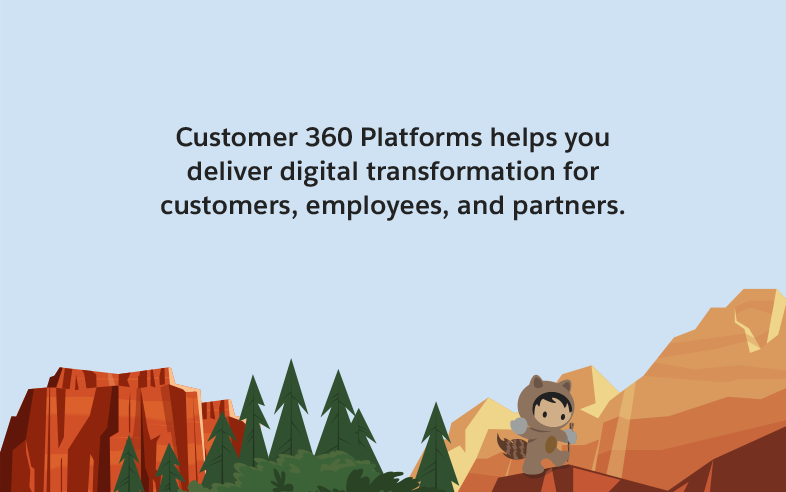 Customer 360 Platforms helps you
deliver digital transformation for
customers, employees, and partners.